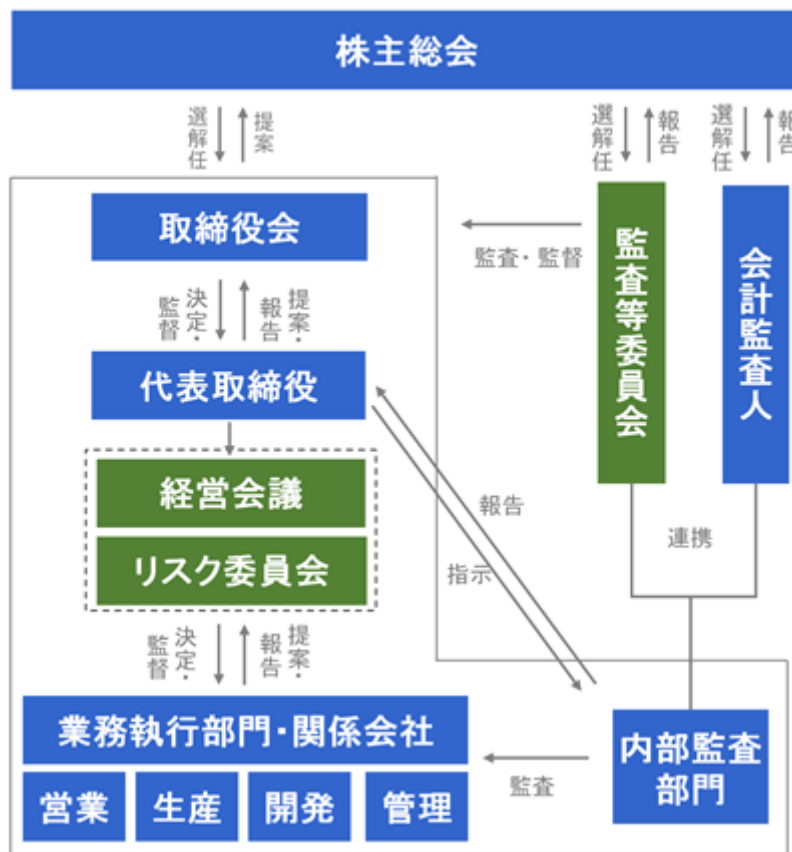 株主総会
選解任
提案
選解任
報告
選解任
報告
取締役会
監査・監督
監査等委員会
会計監査人
決定・
監督
提案・
報告
代表取締役
経営会議
リスク委員会
報告
指示
連携
決定・
監督
提案・
報告
業務執行部門・関係会社
営業
生産
開発
管理
監査
内部監査
部門